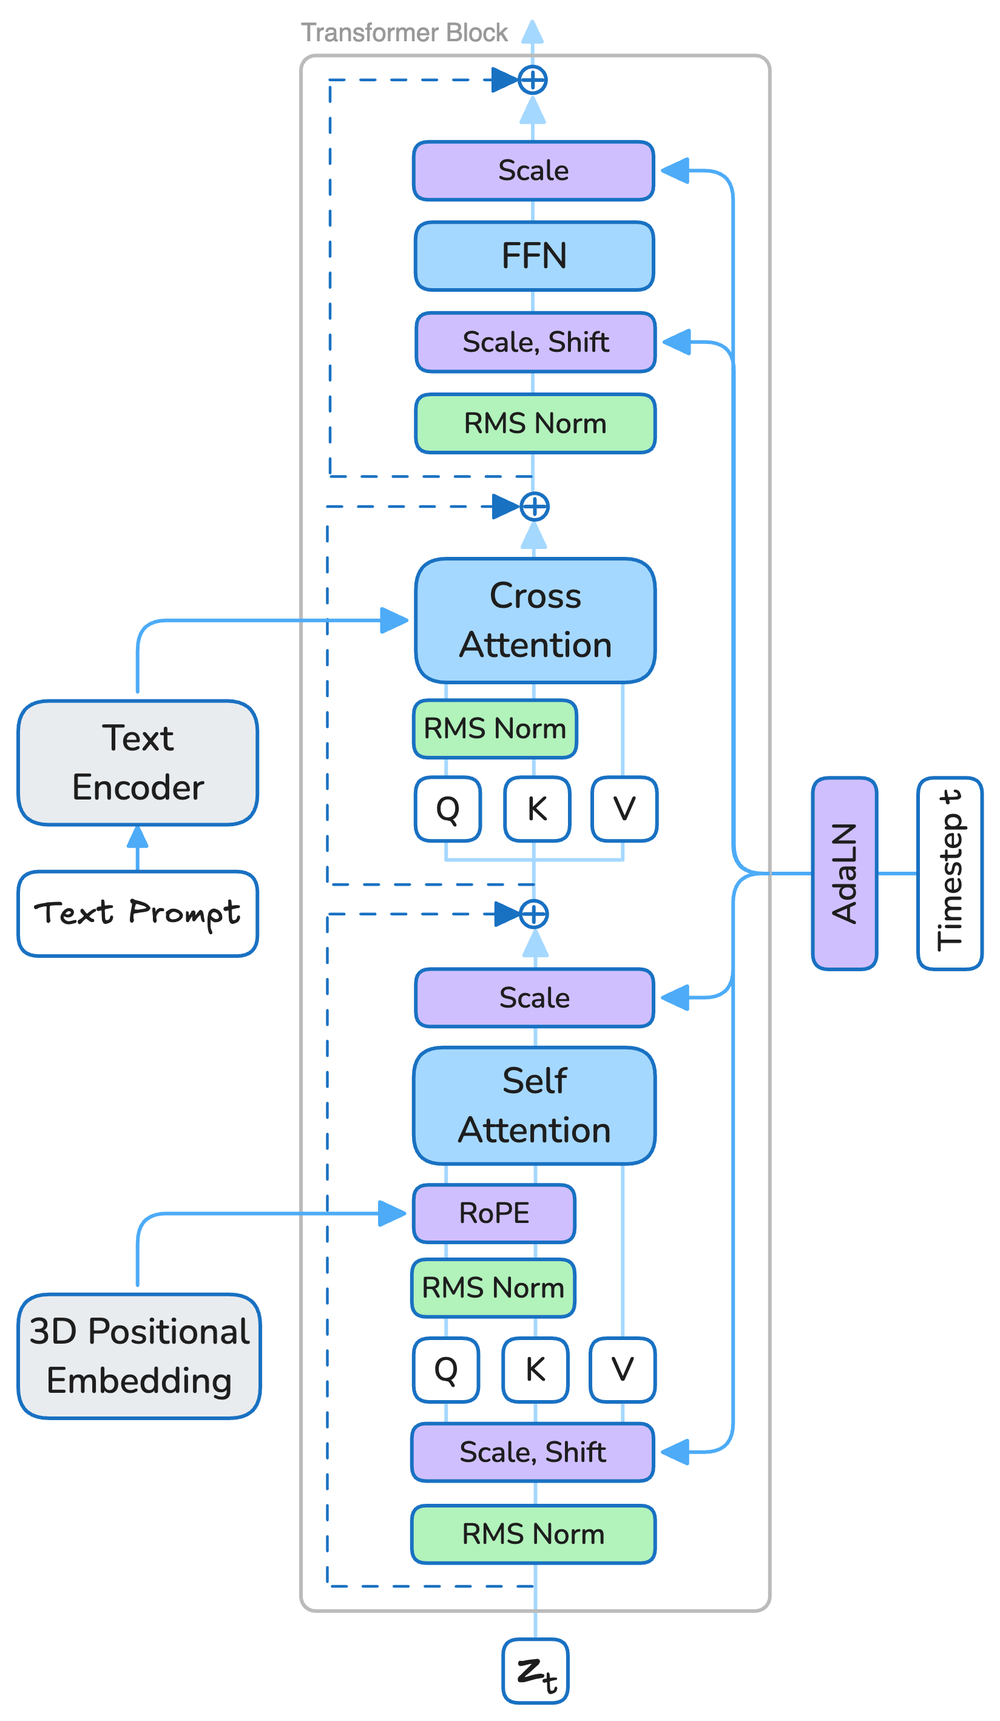 Transformer Block
Scale
FFN
Scale, Shift
RMS Norm
Cross
Attention
RMS Norm
Q K V
Text
Encoder
Text Prompt
AdaLN
Timestep t
Scale
Self
Attention
RoPE
RMS Norm
Q K V
3D Positional
Embedding
Scale, Shift
RMS Norm
zt